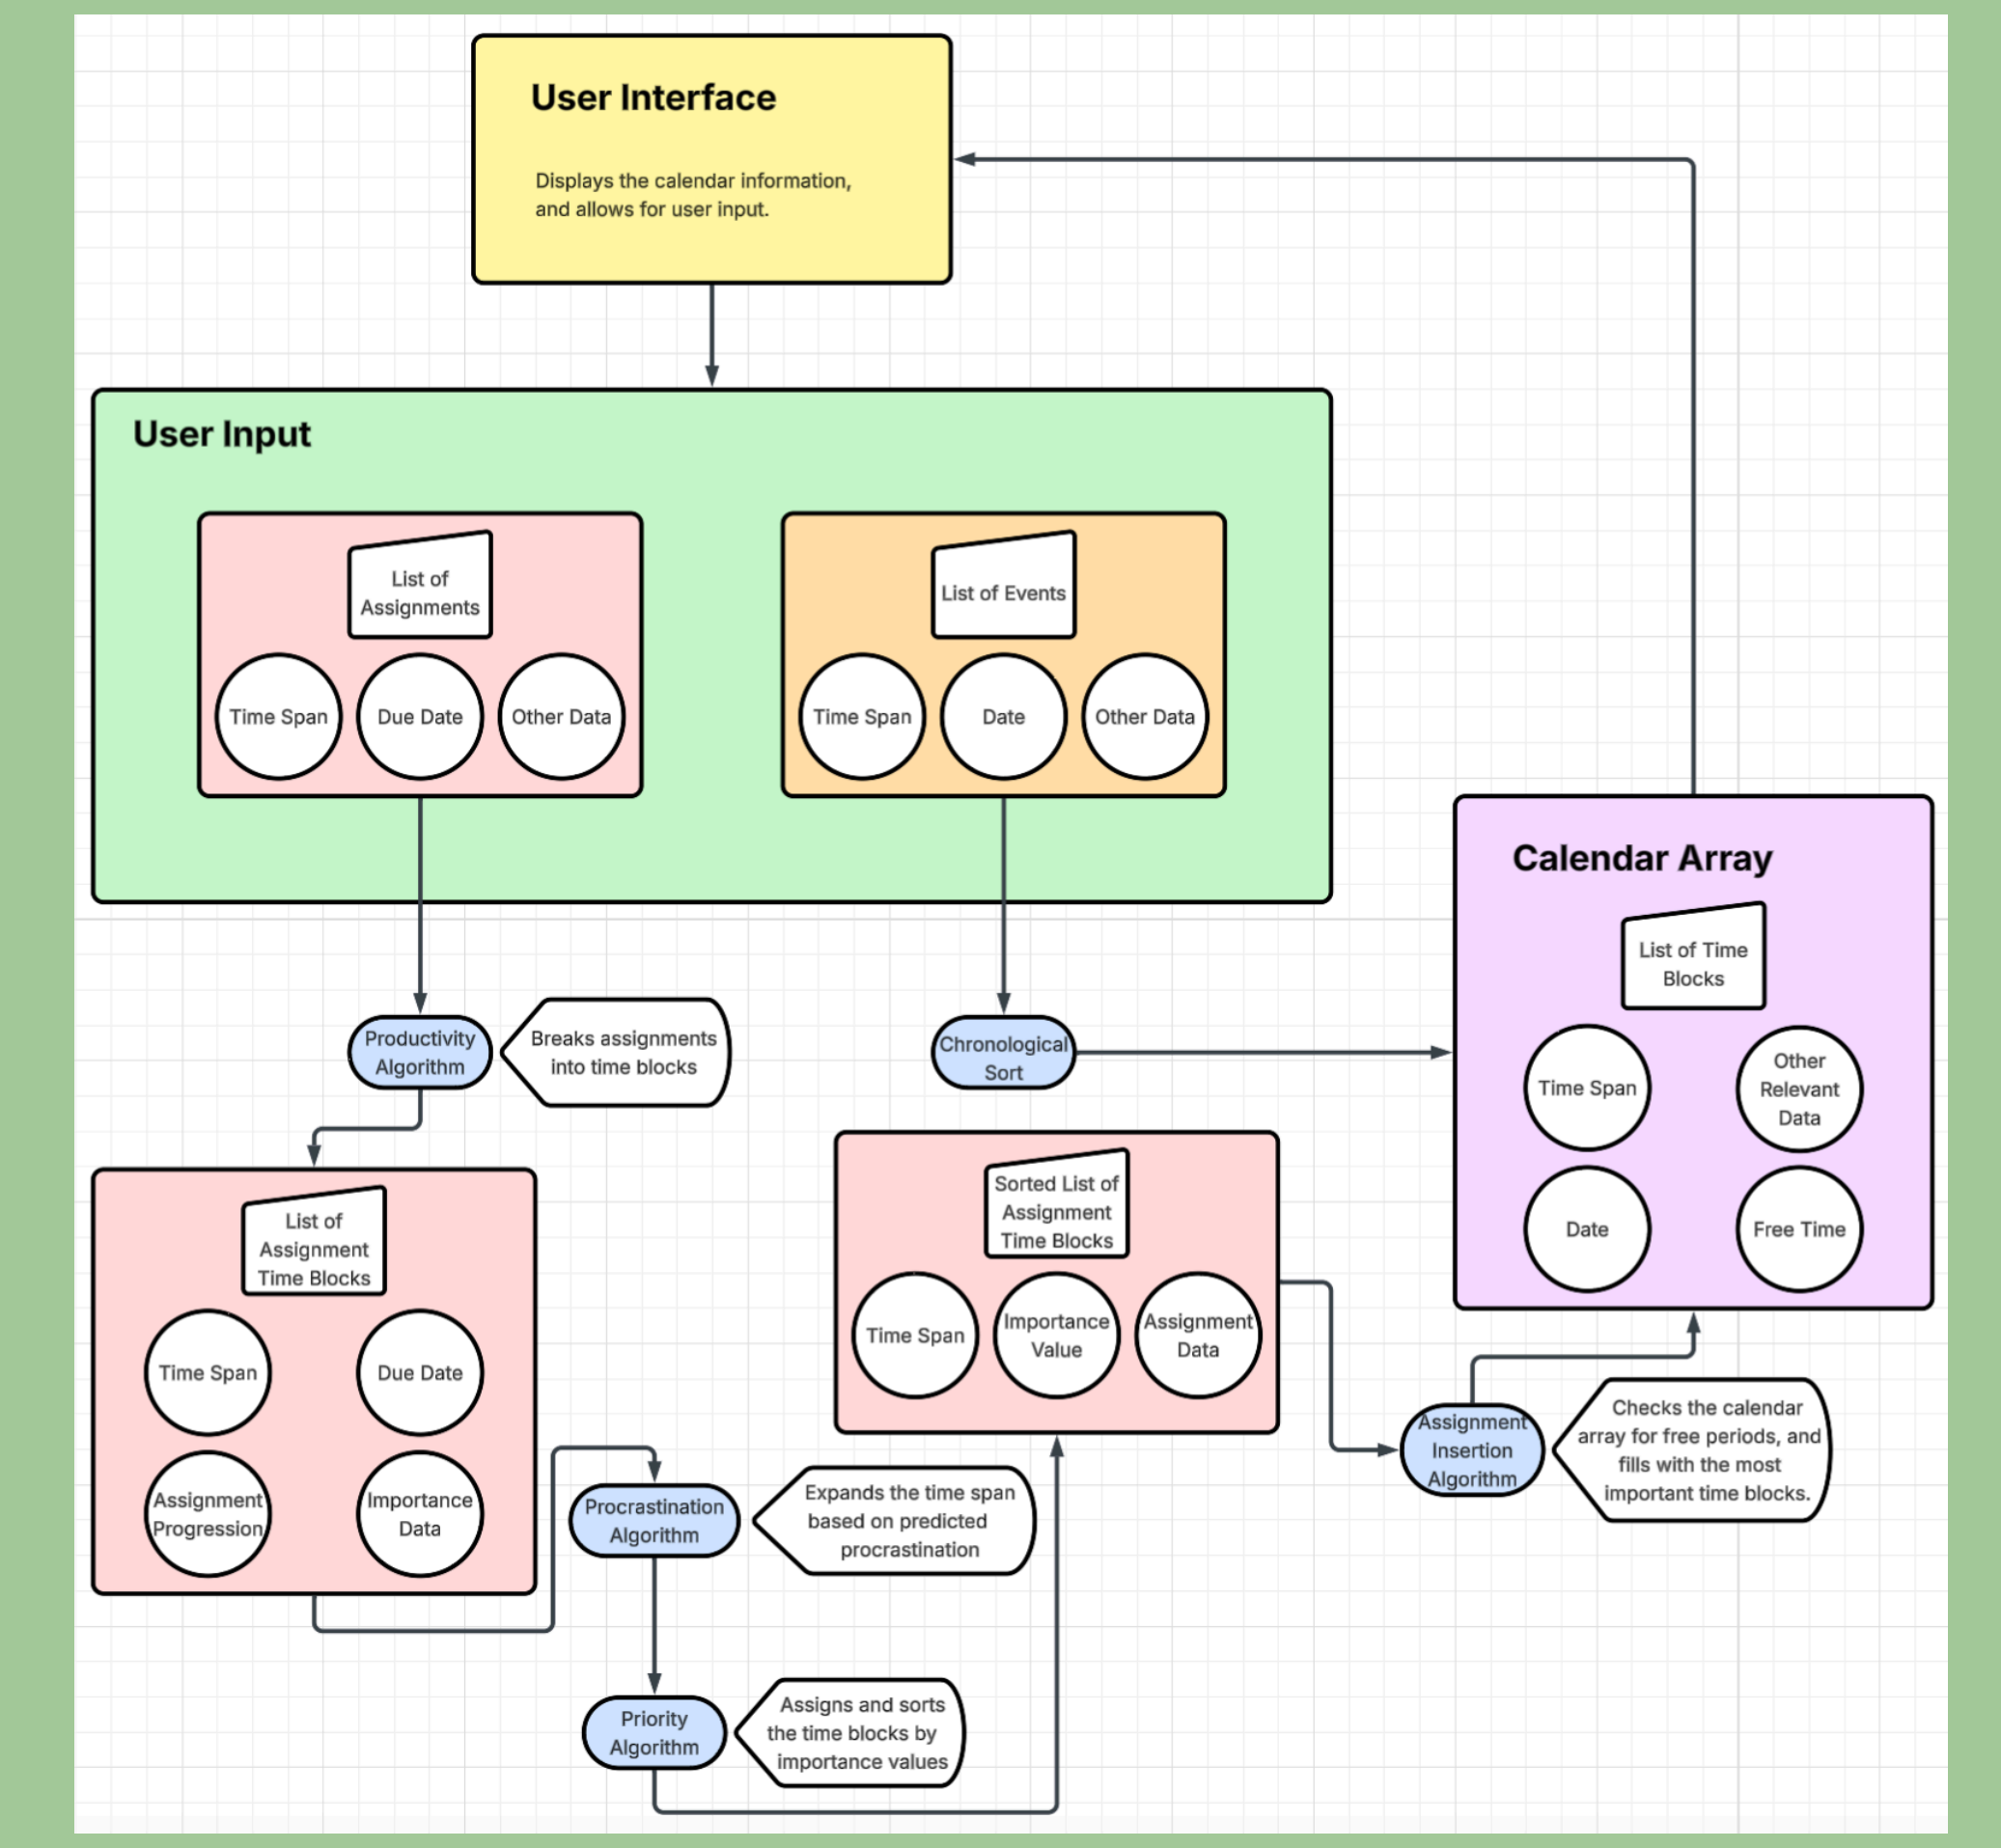 User Interface
Displays the calendar information,
and allows for user input.
User Input
List of
Assignments
Time Span
Due Date
Other Data
List of Events
Time Span
Date
Other Data
Productivity
Algorithm
Breaks assignments
into time blocks
Chronological
Sort
Calendar Array
List of Time
Blocks
Time Span
Other
Relevant
Data
Date
Free Time
List of
Assignment
Time Blocks
Time Span
Due Date
Assignment
Progression
Importance
Data
Sorted List of
Assignment
Time Blocks
Time Span
Importance
Value
Assignment
Data
Procrastination
Algorithm
Expands the time span
based on predicted
procrastination
Assignment
Insertion
Algorithm
Checks the calendar
array for free periods, and
fills with the most
important time blocks.
Priority
Algorithm
Assigns and sorts
the time blocks by
importance values